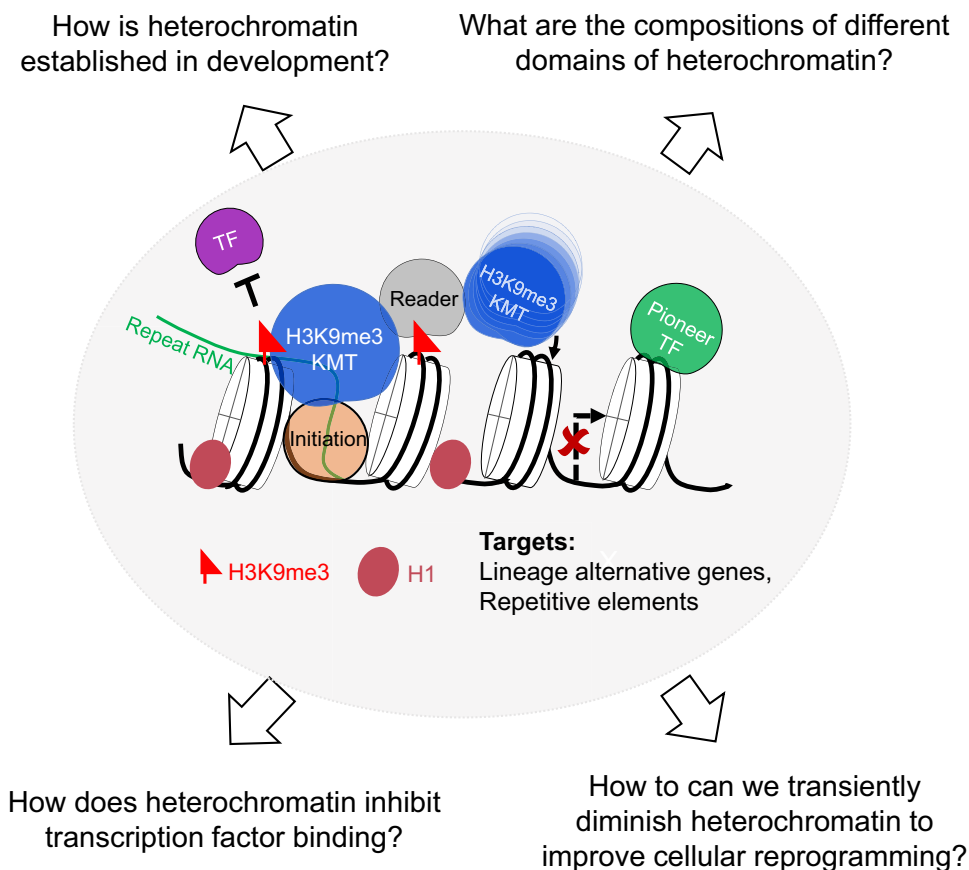 How is heterochromatin
established in development?
What are the compositions of different
domains of heterochromatin?
TF
Repeat RNA
H3K9me3
KMT
Reader
H3K9me3
KMT
Pioneer
TF
Initiation
H3K9me3
H1
Targets:
Lineage alternative genes,
Repetitive elements
How does heterochromatin inhibit
transcription factor binding?
How to can we transiently
diminish heterochromatin to
improve cellular reprogramming?